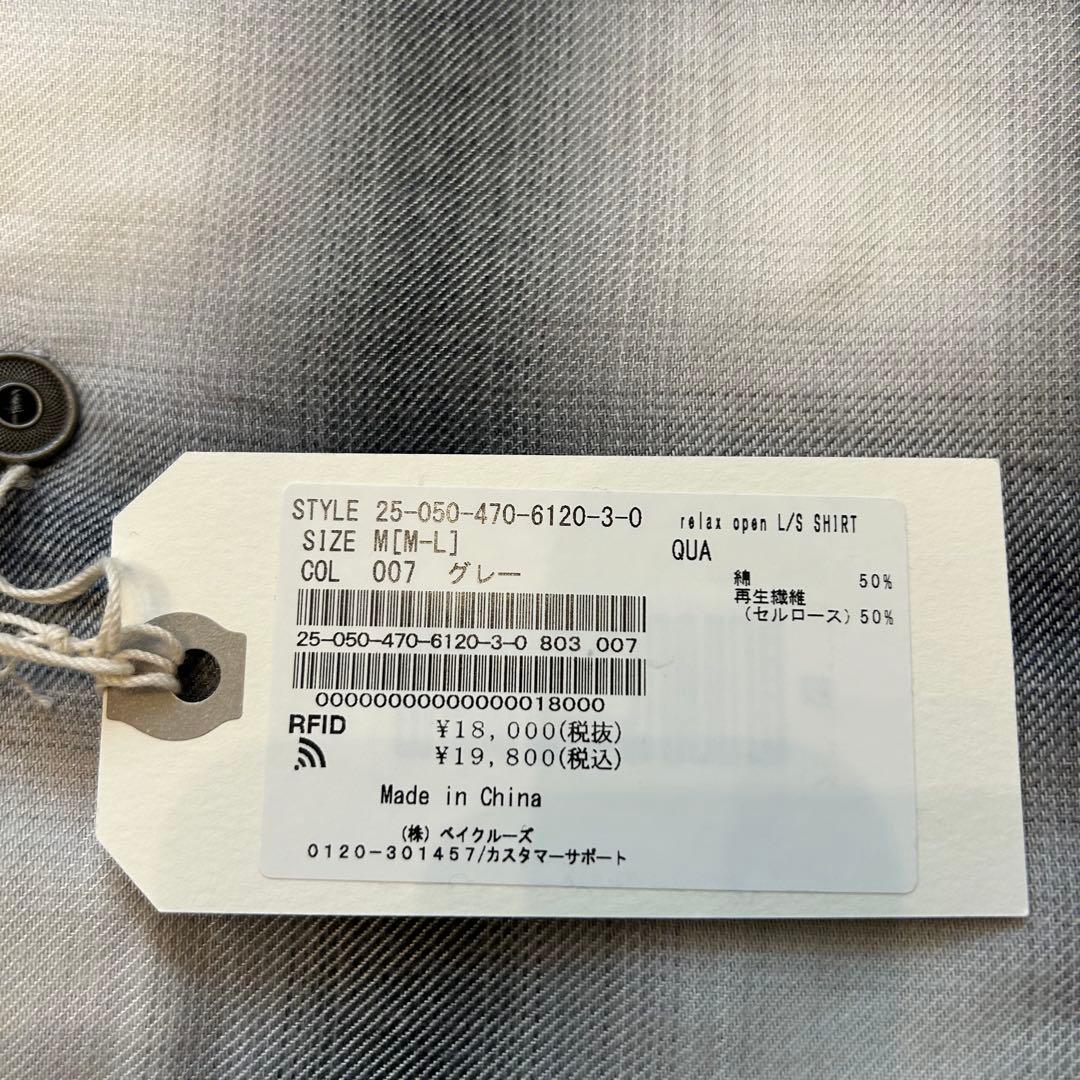 STYLE 25-050-470-6120-3-0
SIZE M[M-L]
COL 007 グレー
25-050-470-6120-3-0 803 007
00000000000000018000
RFID
¥18,000(税抜)
¥19,800(税込)
Made in China
(株) ベイクルーズ
0120-301457/カスタマーサポート
relax open L/S SHIRT
QUA
綿 50%
再生繊維
(セルロース) 50%